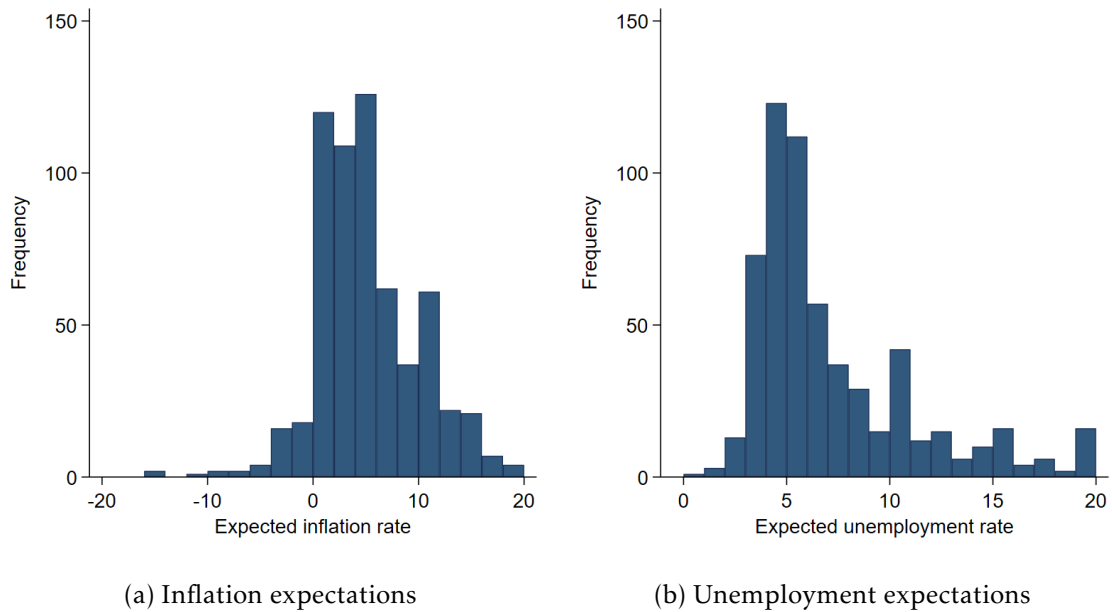 150
100
50
0
Frequency
-20 -10 0 10 20
Expected inflation rate
(a) Inflation expectations
150
100
50
0
Frequency
0 5 10 15 20
Expected unemployment rate
(b) Unemployment expectations